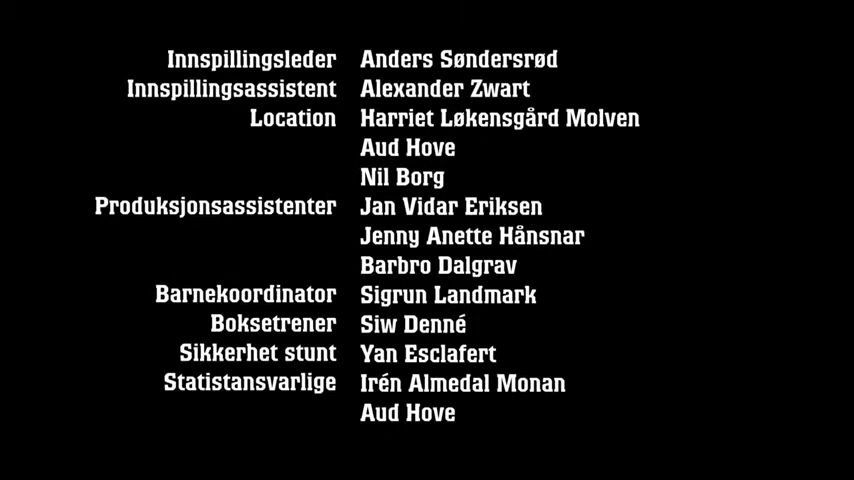 Innspillingsleder Anders Søndersrød
Innspillingsassistent Alexander Zwart
Location Harriet Løkensgård Molven
Aud Hove
Nil Borg
Produksjonsassistenter Jan Vidar Eriksen
Jenny Anette Hånsnar
Barbro Dalgrav
Barnekoordinator Sigrun Landmark
Boksetrener Siw Denné
Sikkerhet stunt Yan Esclafert
Statistansvarlige Irén Almedal Monan
Aud Hove